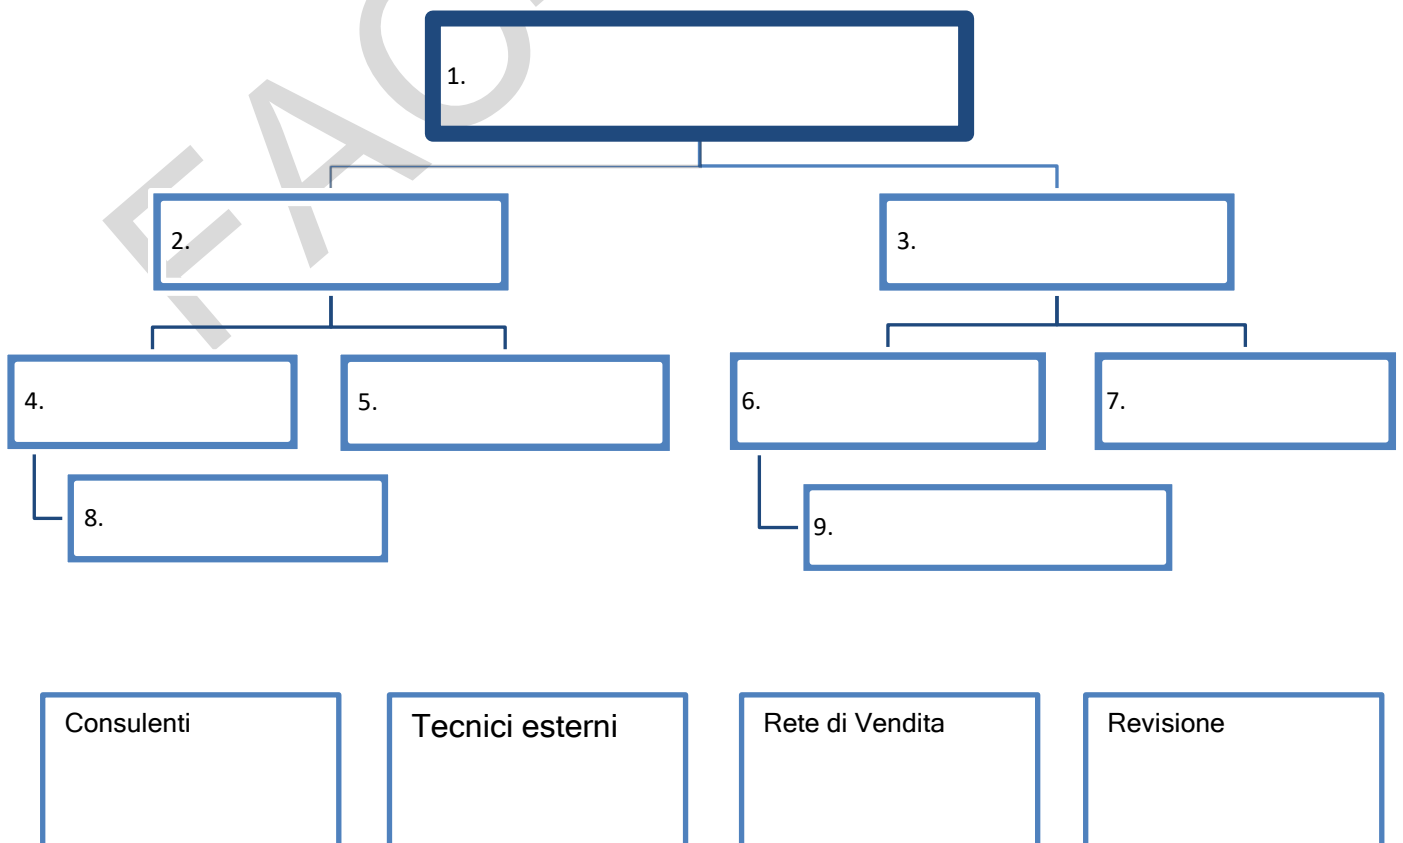 1.
2.
3.
4.
5.
6.
7.
8.
9.
Consulenti
Tecnici esterni
Rete di Vendita
Revisione